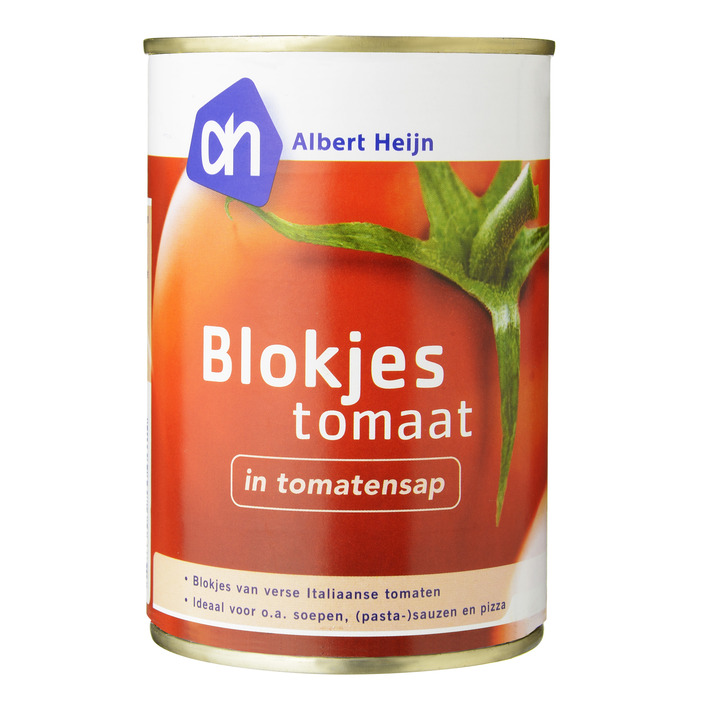 ah Albert Heijn
Blokjes
tomaat
in tomatensap
• Blokjes van verse Italiaanse tomaten
• Ideaal voor o.a. soepen, (pasta-)sauzen en pizza